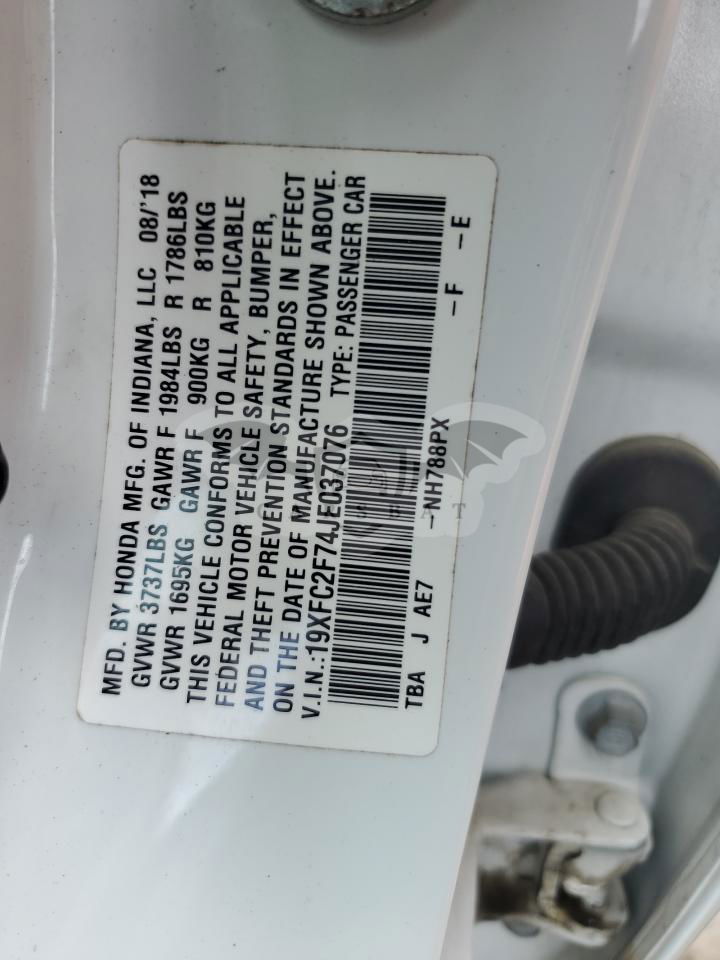 MFD. BY HONDA MFG. OF INDIANA, LLC 08/'18
GVWR 3737LBS GAWR F 1984LBS R 1786LBS
GVWR 1695KG GAWR F 900KG R 810KG
THIS VEHICLE CONFORMS TO ALL APPLICABLE
FEDERAL MOTOR VEHICLE SAFETY, BUMPER,
AND THEFT PREVENTION STANDARDS IN EFFECT
ON THE DATE OF MANUFACTURE SHOWN ABOVE.
V.I.N.:19XFC2F74JE037076 TYPE: PASSENGER CAR
TBA J AE7 –NH788PX –F –E